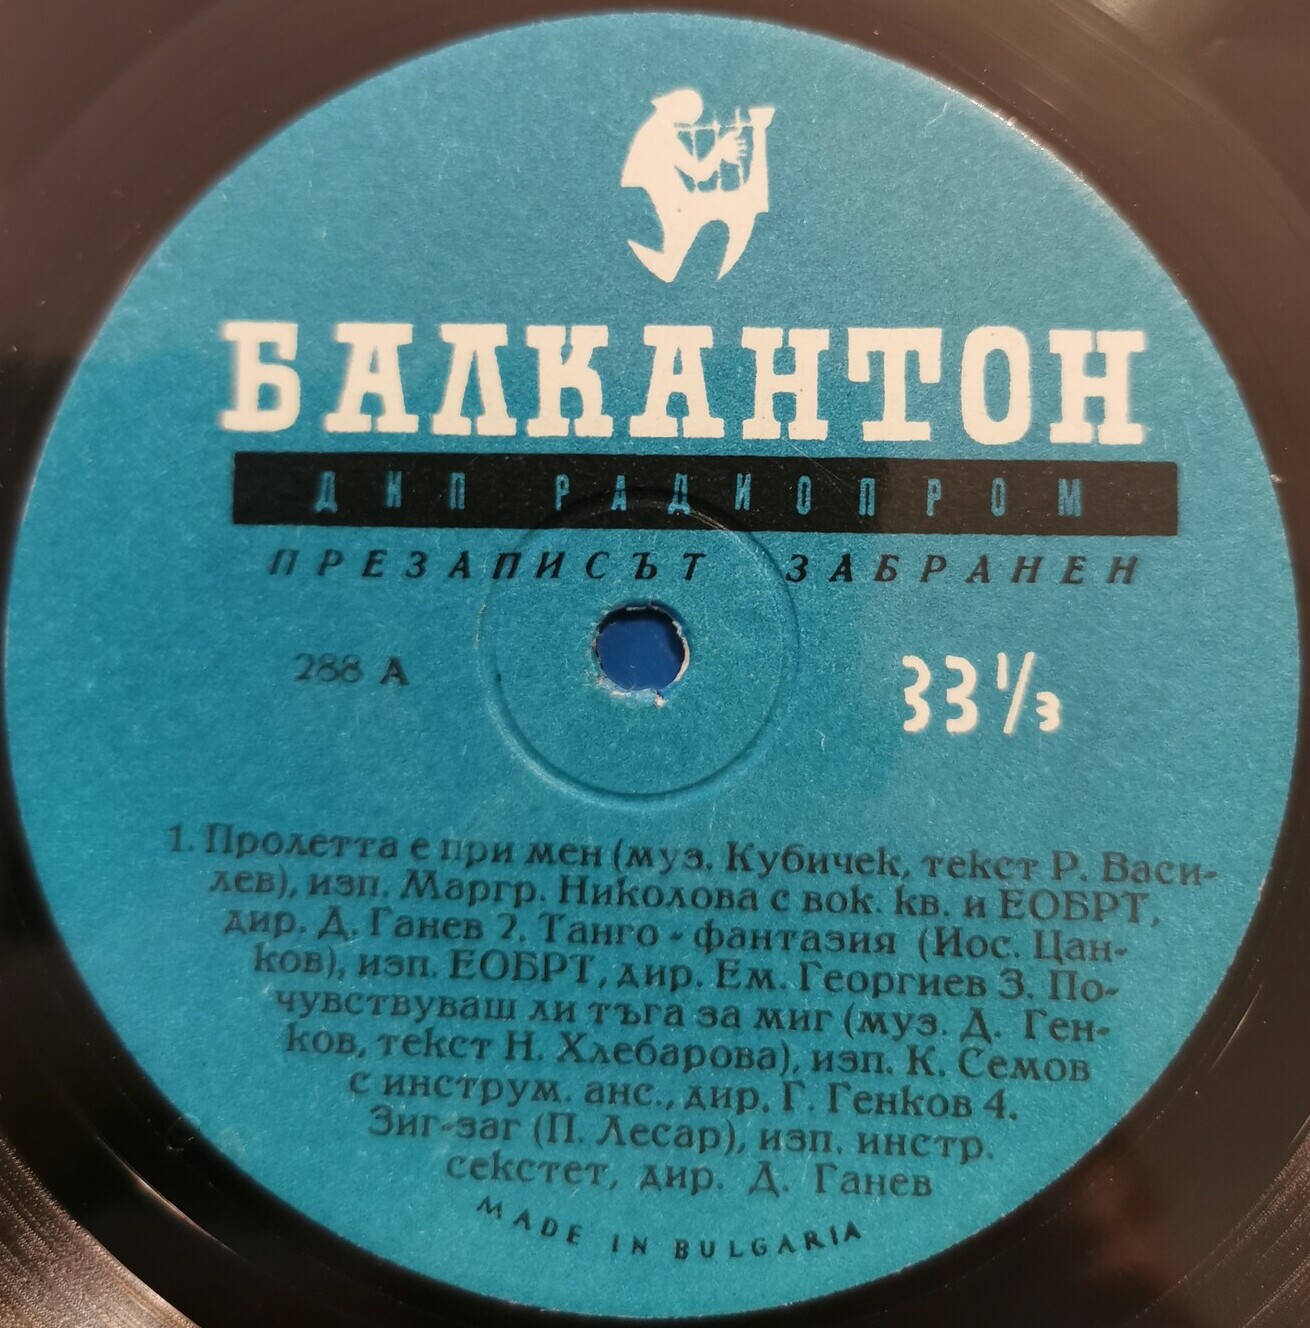 БАЛКАНТОН
ДИП РАДИОПРОМ
ПРЕЗАПИСЪТ ЗАБРАНЕН
288 А
33 1/3
1. Пролетта е при мен (муз. Кубичек, текст Р. Васи-
лев), изп. Маргр. Николова с вок. кв. и ЕОБРТ,
дир. Д. Ганев 2. Танго - фантазия (Иос. Цан-
ков), изп. ЕОБРТ, дир. Ем. Георгиев 3. По-
чувствуваш ли тъга за миг (муз. Д. Ген-
ков, текст Н. Хлебарова), изп. К. Семов
с инструм. анс., дир. Г. Генков 4.
Зиг-заг (П. Лесар), изп. инстр.
секстет, дир. Д. Ганев
MADE IN BULGARIA